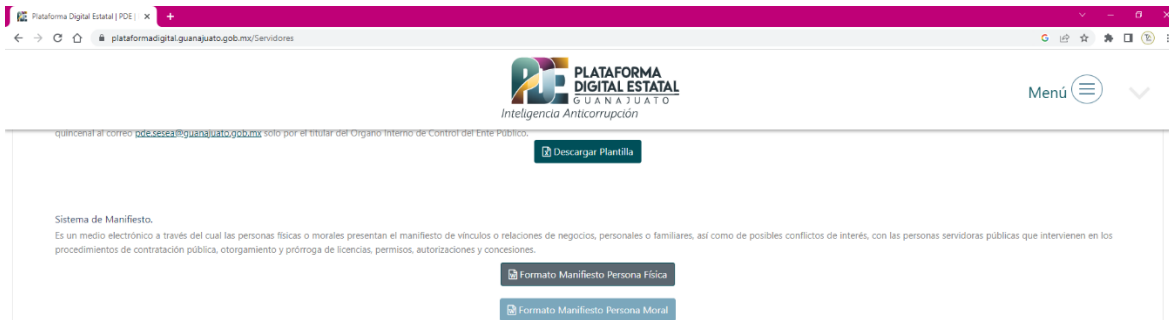 Plataforma Digital Estatal | PDE |
plataformadigital.guanajuato.gob.mx/Servidores
PDE PLATAFORMA
DIGITAL ESTATAL
GUANAJUATO
Inteligencia Anticorrupción
Menú
quincenal al correo pde.sesea@guanajuato.gob.mx solo por el titular del Órgano Interno de Control del Ente Público.
Descargar Plantilla
Sistema de Manifiesto.
Es un medio electrónico a través del cual las personas físicas o morales presentan el manifiesto de vínculos o relaciones de negocios, personales o familiares, así como de posibles conflictos de interés, con las personas servidoras públicas que intervienen en los
procedimientos de contratación pública, otorgamiento y prórroga de licencias, permisos, autorizaciones y concesiones.
Formato Manifiesto Persona Física
Formato Manifiesto Persona Moral